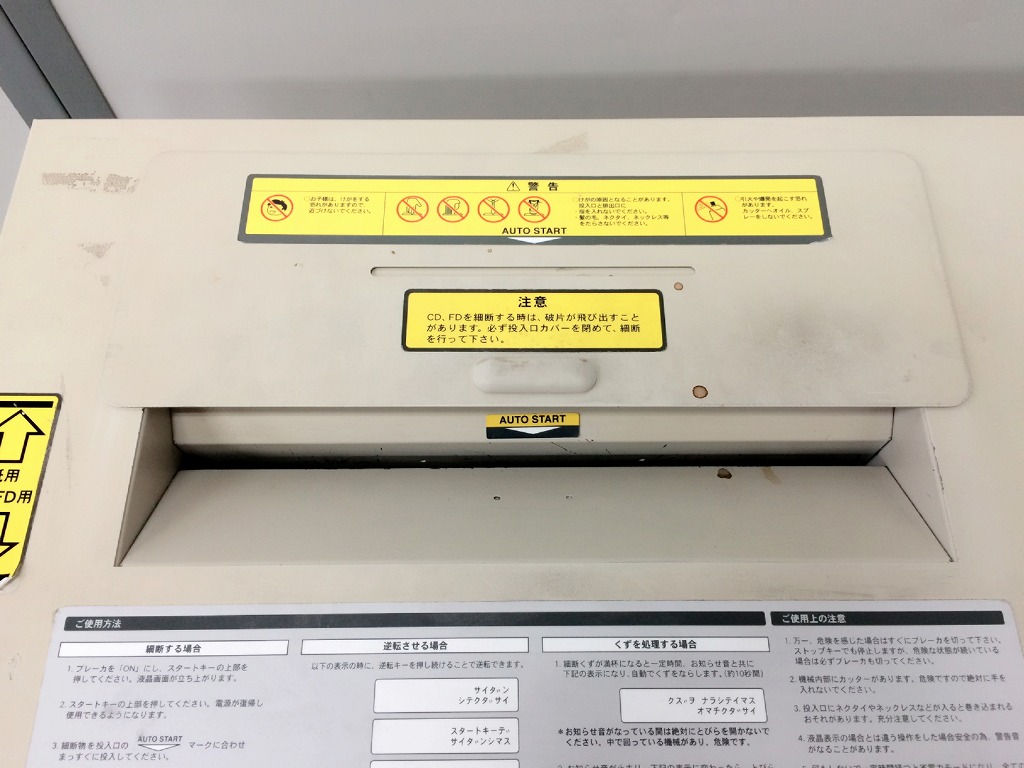 警告
お子様は、けがをする
恐れがありますので、
近づけないでください。
けがの原因となることがあります。
投入口と排出口に
・指を入れないでください。
・髪の毛、ネクタイ、ネックレス等
をたらさないでください。
引火や爆発を起こす恐れ
があります。
カッターへオイル、スプ
レーをしないでください。
AUTO START
注意
CD、FDを細断する時は、破片が飛び出すこと
があります。必ず投入口カバーを閉めて、細断
を行って下さい。
AUTO START
紙用
FD用
ご使用方法
細断する場合
1. ブレーカを「ON」にし、スタートキーの上部を
押してください。液晶画面が立ち上がります。
2. スタートキーの上部を押してください。電源が復帰し
使用できるようになります。
3. 細断物を投入口の AUTO START マークに合わせ
まっすぐに投入してください。
逆転させる場合
以下の表示の時に、逆転キーを押し続けることで逆転できます。
サイダン
シテクダサイ
スタートキーデ
サイダンシマス
くずを処理する場合
1. 細断くずが満杯になると一定時間、お知らせ音と共に
下記の表示になり、自動でくずをならします。(約10秒間)
クズヲ ナラシテイマス
オマチクダサイ
*お知らせ音がなっている間は絶対にとびらを開かないで
ください。中で回っている機械があり、危険です。
2. お知らせ音が止まり、下記の表示に変わったら、とびら
ご使用上の注意
1. 万一、危険を感じた場合はすぐにブレーカを切って下さい。
ストップキーでも停止しますが、危険な状態が続いている
場合は必ずブレーカも切ってください。
2. 機械内部にカッターがあります。危険ですので絶対に手を
入れないでください。
3. 投入口にネクタイやネックレスなどが入ると巻き込まれる
おそれがあります。充分注意してください。
4. 液晶表示の場合とは違う操作をした場合安全の為、警告音
がなることがあります。